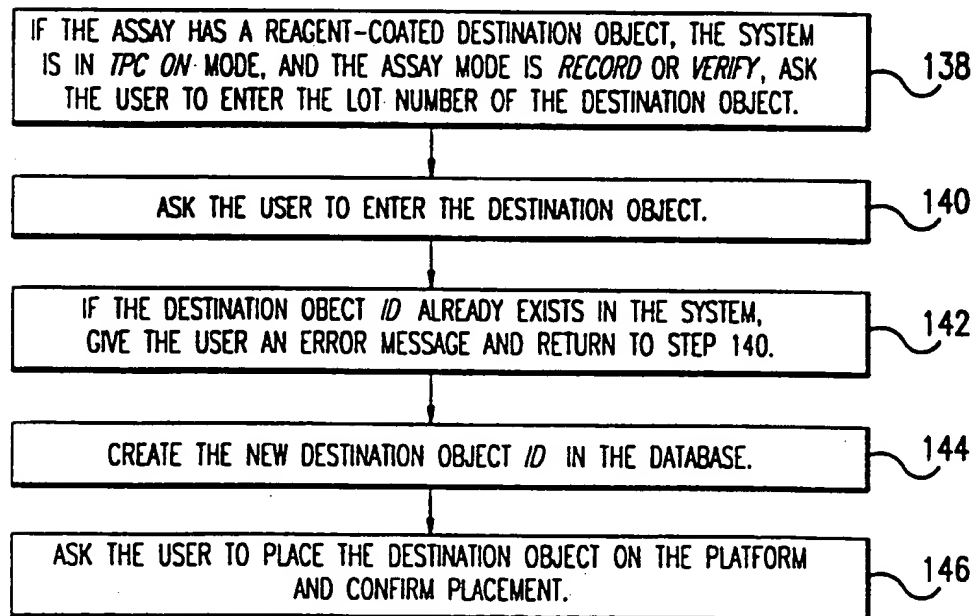 IF THE ASSAY HAS A REAGENT-COATED DESTINATION OBJECT, THE SYSTEM
IS IN TPC ON MODE, AND THE ASSAY MODE IS RECORD OR VERIFY, ASK
THE USER TO ENTER THE LOT NUMBER OF THE DESTINATION OBJECT.
138
ASK THE USER TO ENTER THE DESTINATION OBJECT.
140
IF THE DESTINATION OBECT ID ALREADY EXISTS IN THE SYSTEM,
GIVE THE USER AN ERROR MESSAGE AND RETURN TO STEP 140.
142
CREATE THE NEW DESTINATION OBJECT ID IN THE DATABASE.
144
ASK THE USER TO PLACE THE DESTINATION OBJECT ON THE PLATFORM
AND CONFIRM PLACEMENT.
146